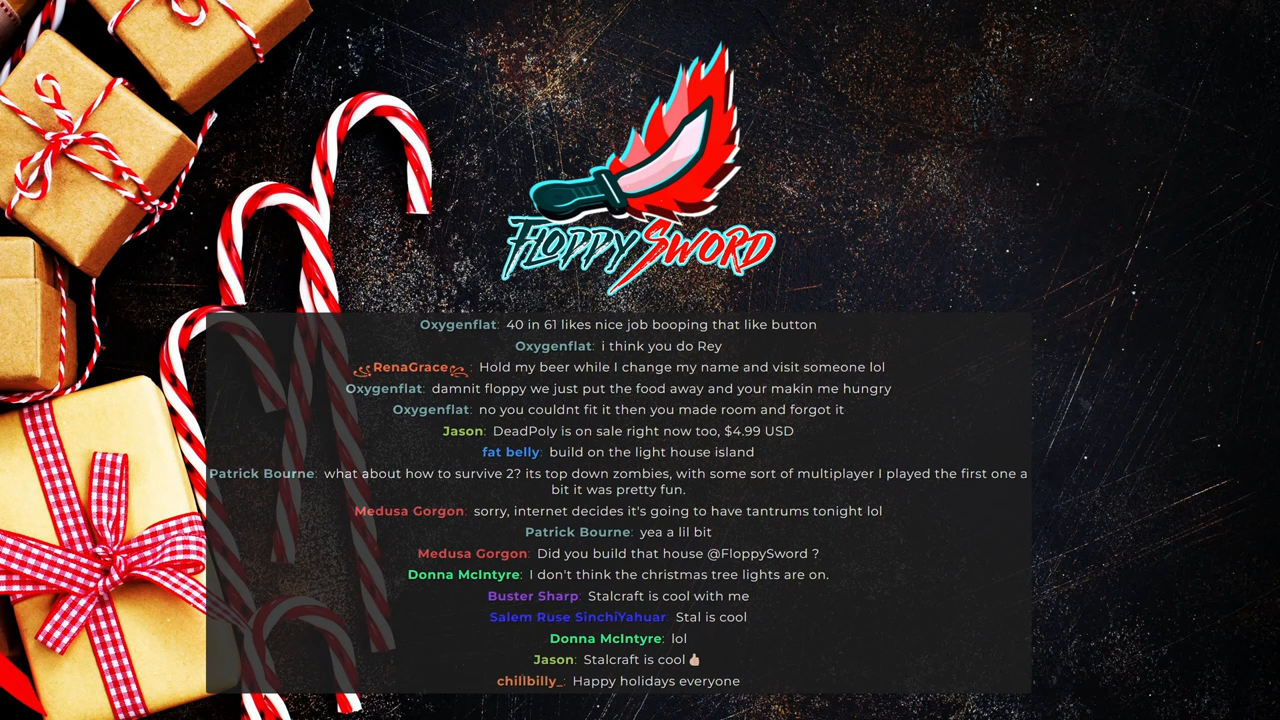 FLOPPY SWORD
Oxygenflat: 40 in 61 likes nice job booping that like button
Oxygenflat: i think you do Rey
RenaGrace: Hold my beer while I change my name and visit someone lol
Oxygenflat: damnit floppy we just put the food away and your makin me hungry
Oxygenflat: no you couldnt fit it then you made room and forgot it
Jason: DeadPoly is on sale right now too, $4.99 USD
fat belly: build on the light house island
Patrick Bourne: what about how to survive 2? its top down zombies, with some sort of multiplayer I played the first one a
bit it was pretty fun.
Medusa Gorgon: sorry, internet decides it's going to have tantrums tonight lol
Patrick Bourne: yea a lil bit
Medusa Gorgon: Did you build that house @FloppySword ?
Donna McIntyre: I don't think the christmas tree lights are on.
Buster Sharp: Stalcraft is cool with me
Salem Ruse SinchiYahuar: Stal is cool
Donna McIntyre: lol
Jason: Stalcraft is cool👍🏼
chillbilly_: Happy holidays everyone